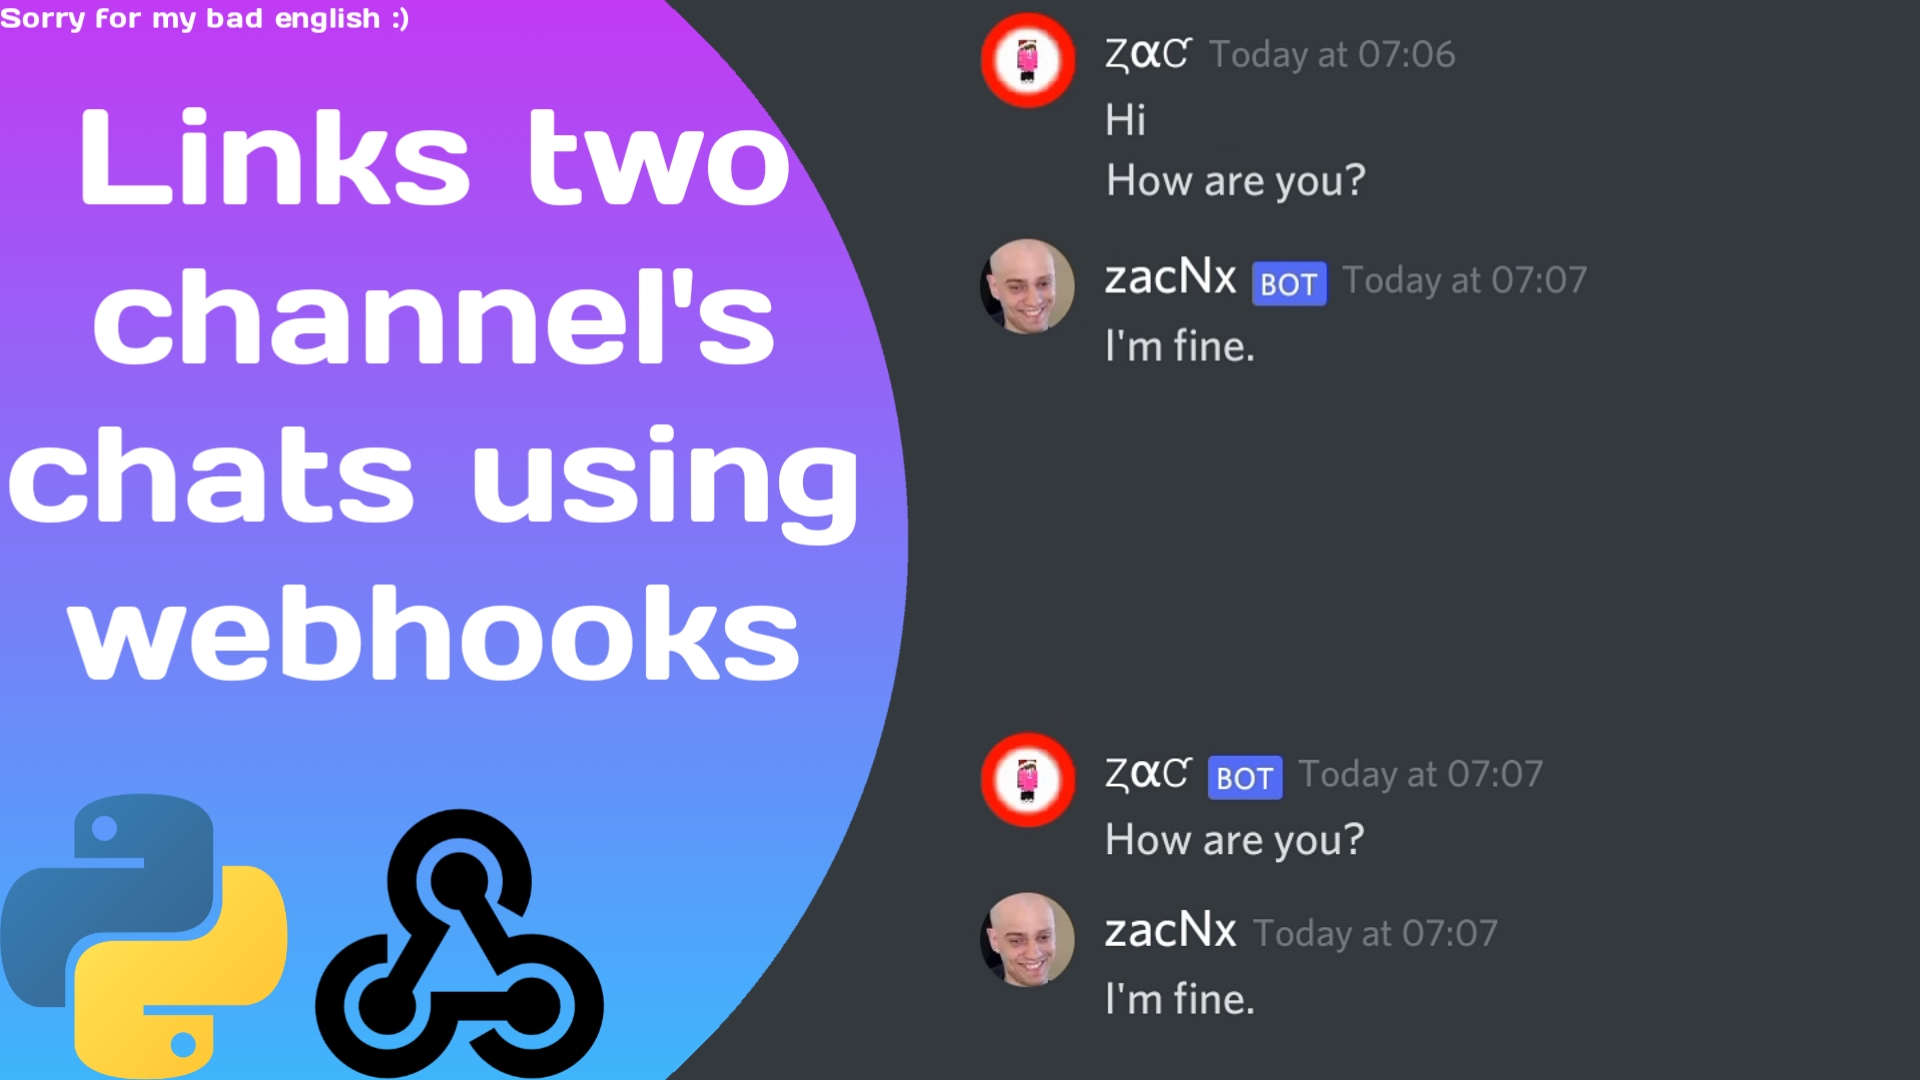 Sorry for my bad english :)
Links two
channel's
chats using
webhooks
ⱿαƇ Today at 07:06
Hi
How are you?
zacNx BOT Today at 07:07
I'm fine.
ⱿαƇ BOT Today at 07:07
How are you?
zacNx Today at 07:07
I'm fine.